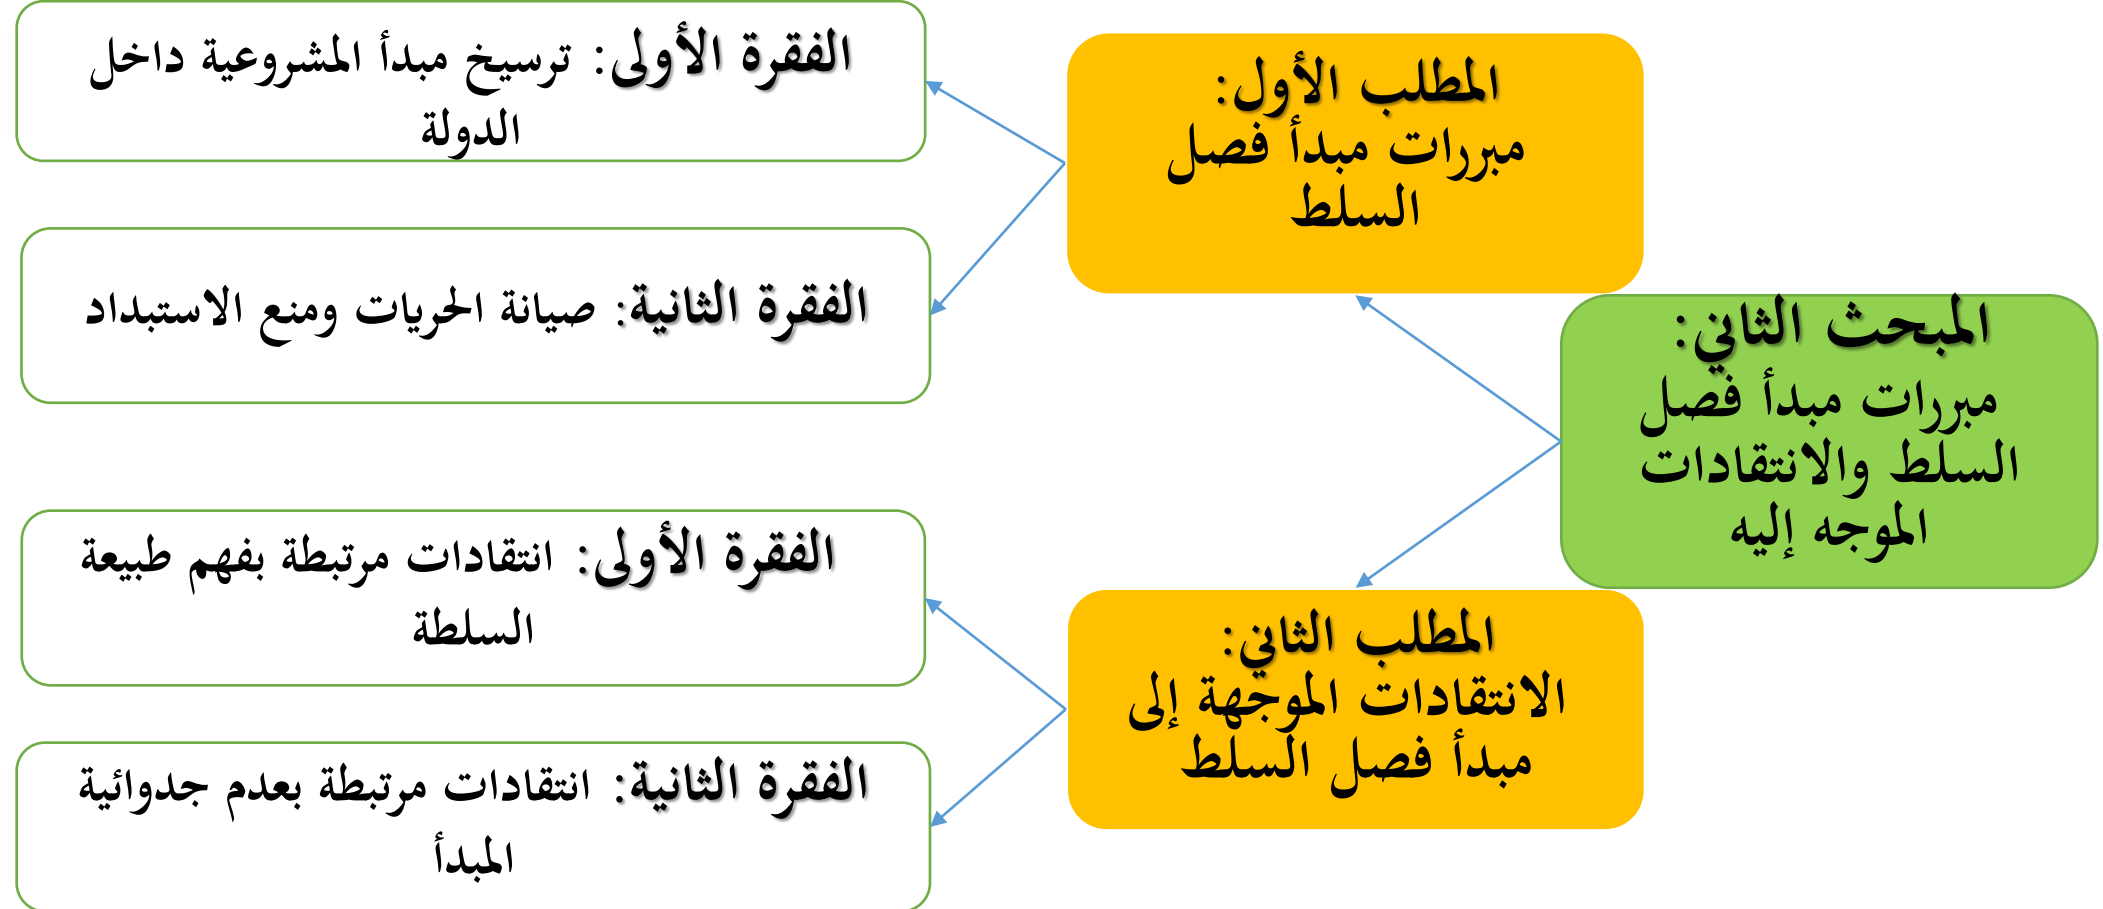 المبحث الثاني:
مبررات مبدأ فصل
السلط والانتقادات
الموجه إليه
المطلب الأول:
مبررات مبدأ فصل
السلط
الفقرة الأولى: ترسيخ مبدأ المشروعية داخل
الدولة
الفقرة الثانية: صيانة الحريات ومنع الاستبداد
المطلب الثاني:
الانتقادات الموجهة إلى
مبدأ فصل السلط
الفقرة الأولى: انتقادات مرتبطة بفهم طبيعة
السلطة
الفقرة الثانية: انتقادات مرتبطة بعدم جدوائية
المبدأ